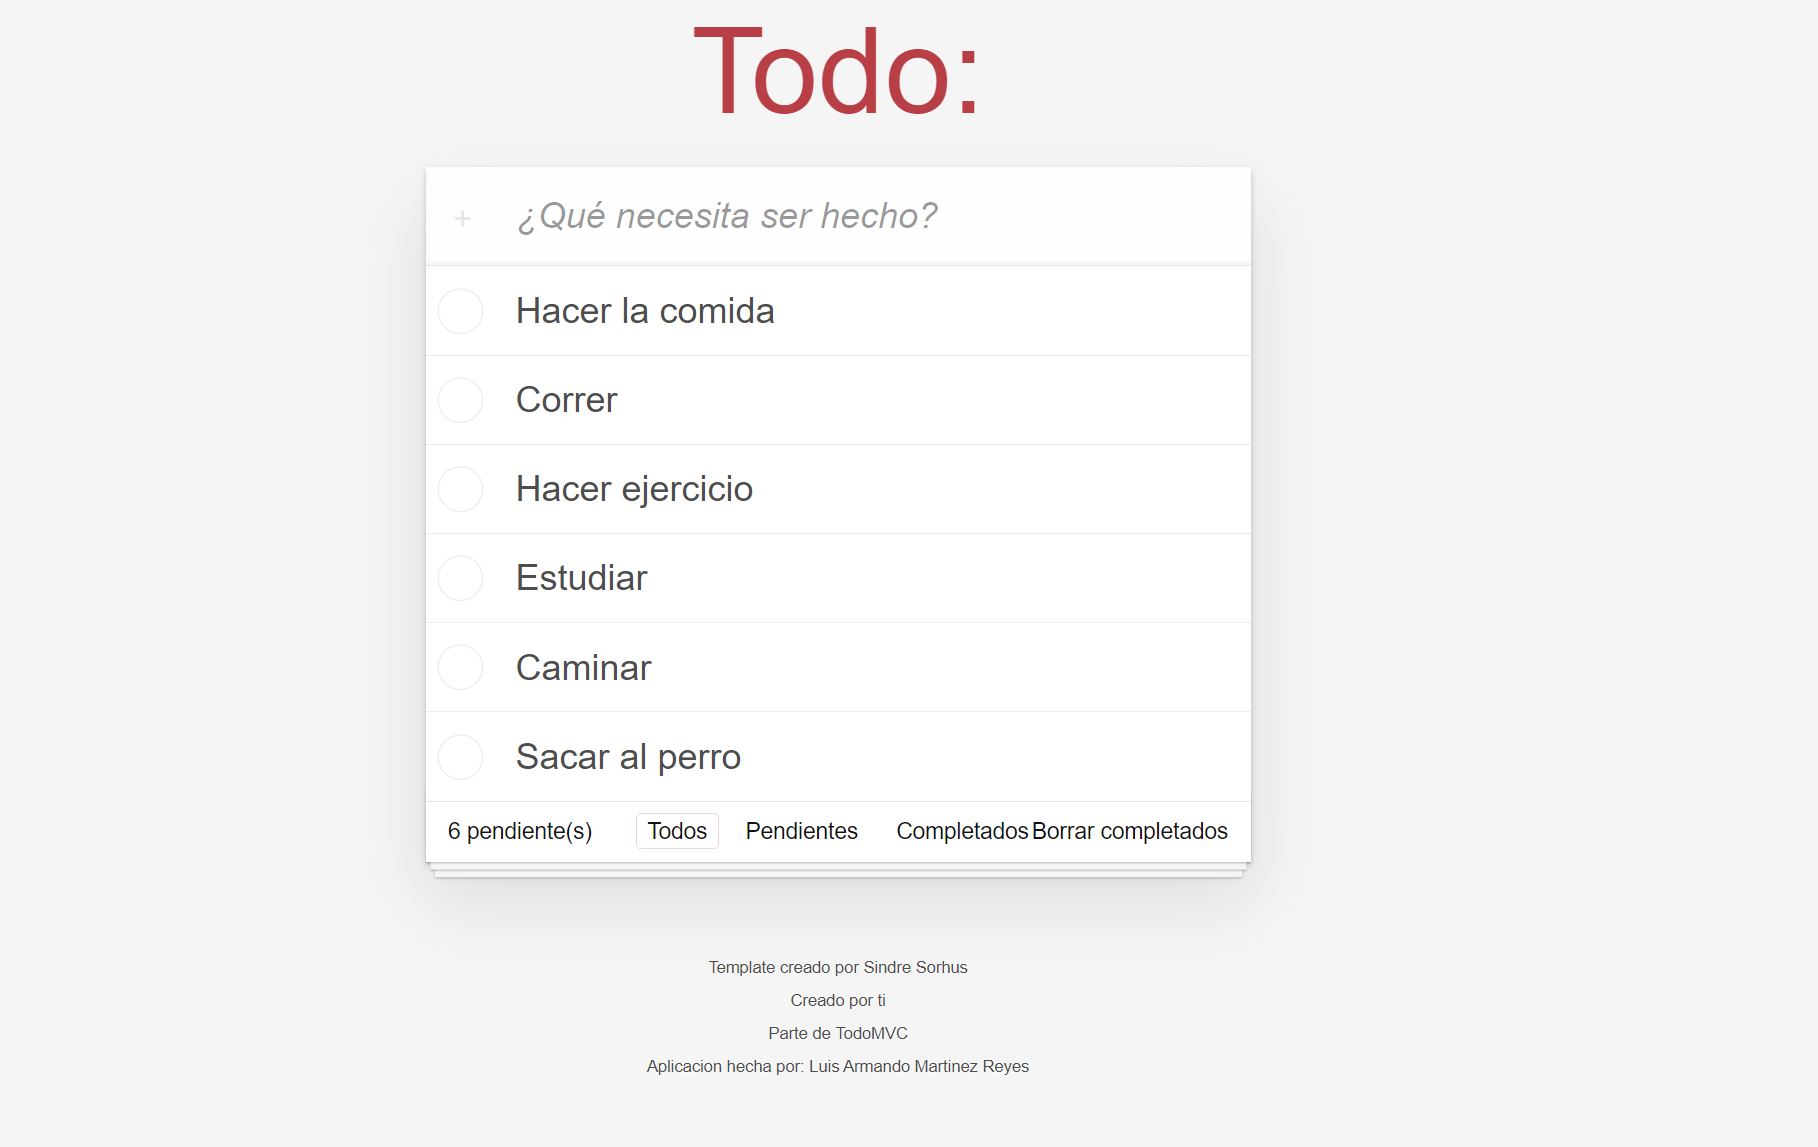 Todo:
+ ¿Qué necesita ser hecho?
Hacer la comida
Correr
Hacer ejercicio
Estudiar
Caminar
Sacar al perro
6 pendiente(s) Todos Pendientes Completados Borrar completados
Template creado por Sindre Sorhus
Creado por ti
Parte de TodoMVC
Aplicacion hecha por: Luis Armando Martinez Reyes